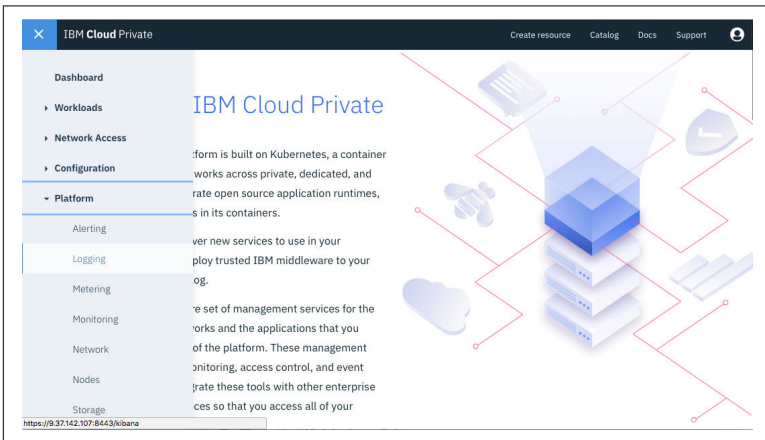 IBM Cloud Private
Create resource
Catalog
Docs
Support
Dashboard
Workloads
Network Access
Configuration
Platform
Alerting
Logging
Metering
Monitoring
Network
Nodes
Storage
IBM Cloud Private
tform is built on Kubernetes, a container
works across private, dedicated, and
rate open source application runtimes,
s in its containers.
ver new services to use in your
ploy trusted IBM middleware to your
og.
re set of management services for the
orks and the applications that you
of the platform. These management
onitoring, access control, and event
grate these tools with other enterprise
ces so that you access all of your
https://9.37.142.107:8443/kibana